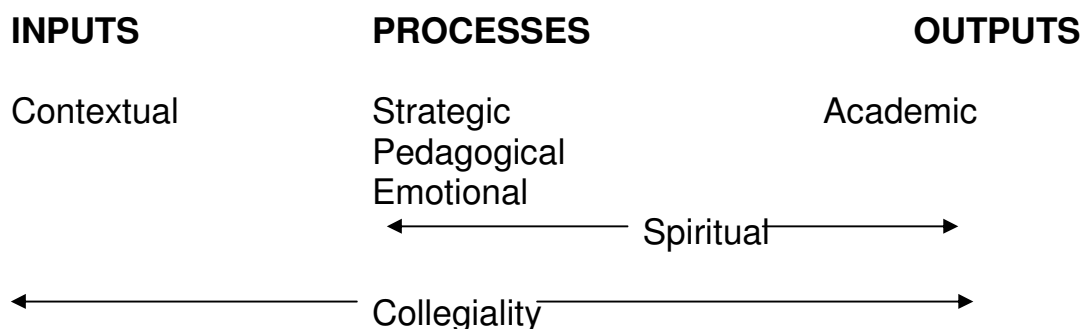 INPUTS PROCESSES OUTPUTS
Contextual Strategic Academic
Pedagogical
Emotional
Spiritual
Collegiality